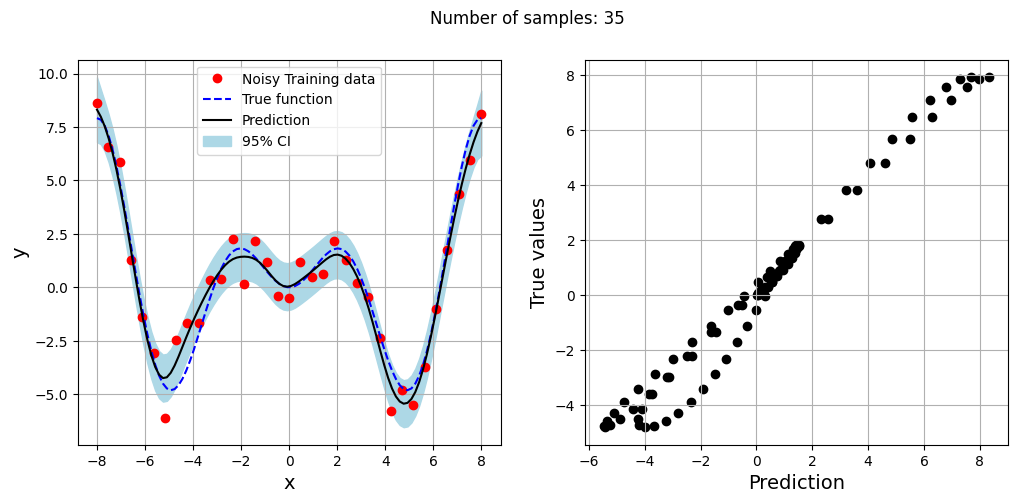 Number of samples: 35
10.0
7.5
5.0
2.5
0.0
−2.5
−5.0
y
Noisy Training data
True function
Prediction
95% CI
−8 −6 −4 −2 0 2 4 6 8
x
8
6
4
2
0
−2
−4
True values
−6 −4 −2 0 2 4 6 8
Prediction